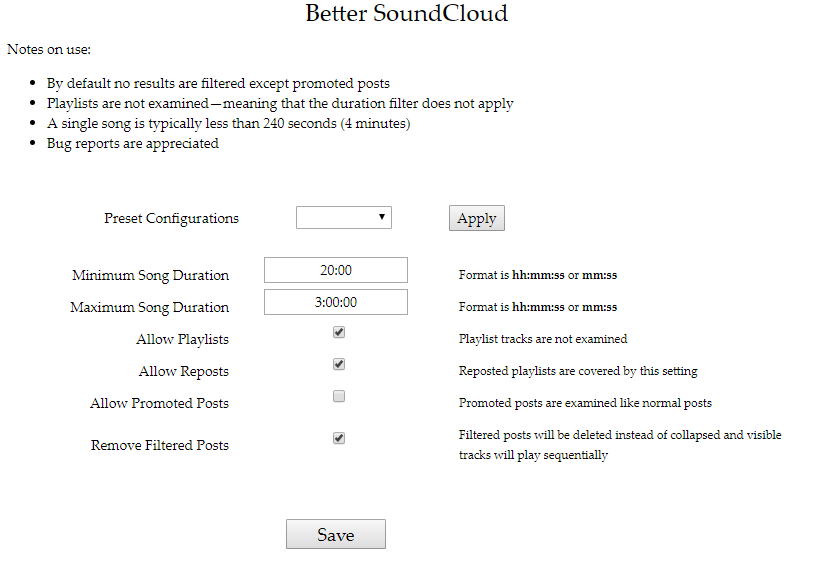 Better SoundCloud
Notes on use:
• By default no results are filtered except promoted posts
• Playlists are not examined—meaning that the duration filter does not apply
• A single song is typically less than 240 seconds (4 minutes)
• Bug reports are appreciated
Preset Configurations Apply
Minimum Song Duration 20:00 Format is hh:mm:ss or mm:ss
Maximum Song Duration 3:00:00 Format is hh:mm:ss or mm:ss
Allow Playlists Playlist tracks are not examined
Allow Reposts Reposted playlists are covered by this setting
Allow Promoted Posts Promoted posts are examined like normal posts
Remove Filtered Posts Filtered posts will be deleted instead of collapsed and visible
tracks will play sequentially
Save